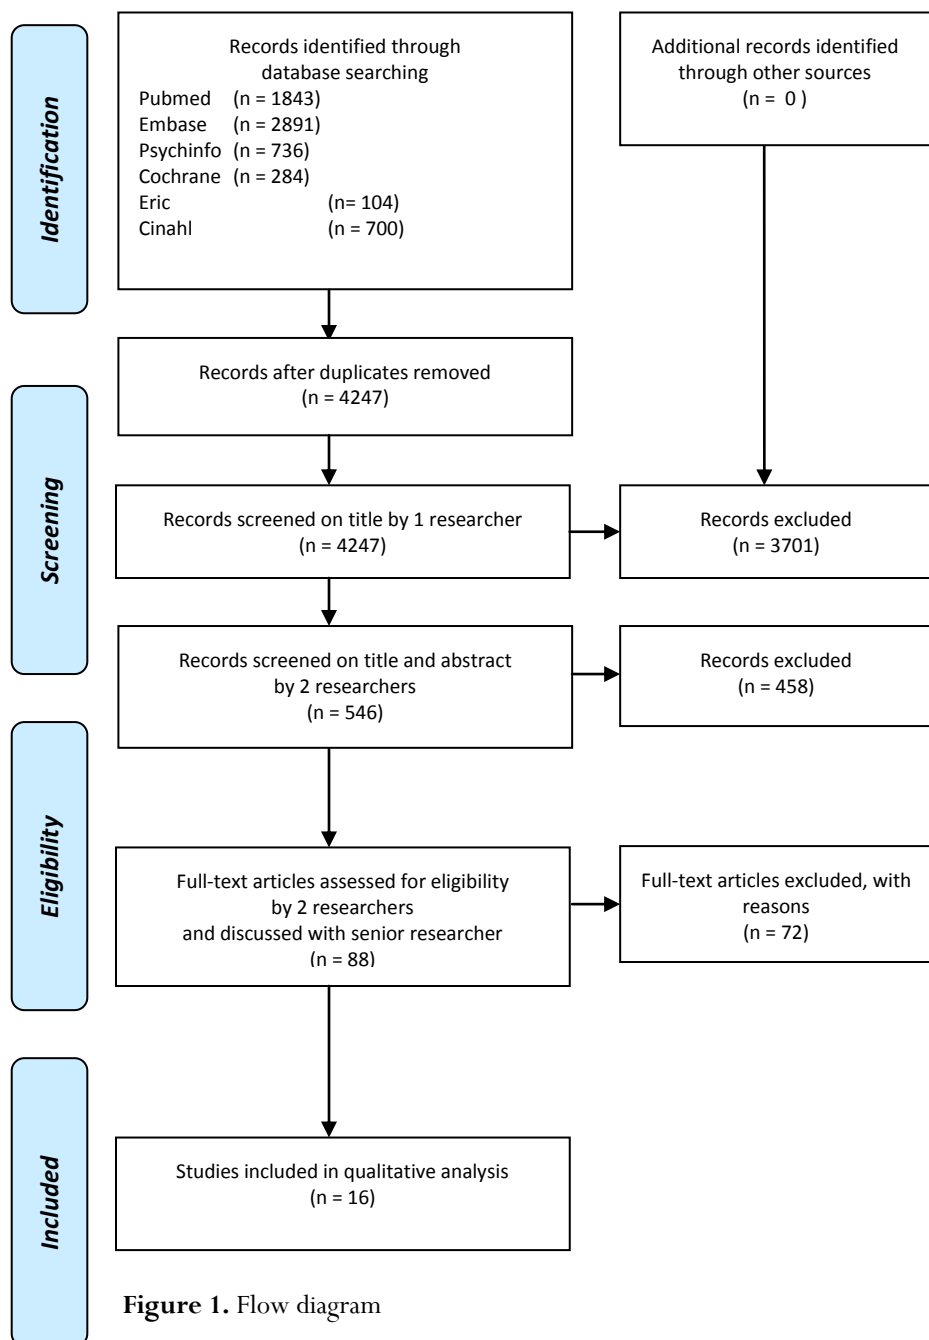 Identification
Records identified through
database searching
Pubmed (n = 1843)
Embase (n = 2891)
Psychinfo (n = 736)
Cochrane (n = 284)
Eric (n= 104)
Cinahl (n = 700)
Additional records identified
through other sources
(n = 0 )
Records after duplicates removed
(n = 4247)
Screening
Records screened on title by 1 researcher
(n = 4247)
Records excluded
(n = 3701)
Records screened on title and abstract
by 2 researchers
(n = 546)
Records excluded
(n = 458)
Eligibility
Full-text articles assessed for eligibility
by 2 researchers
and discussed with senior researcher
(n = 88)
Full-text articles excluded, with
reasons
(n = 72)
Included
Studies included in qualitative analysis
(n = 16)
Figure 1. Flow diagram